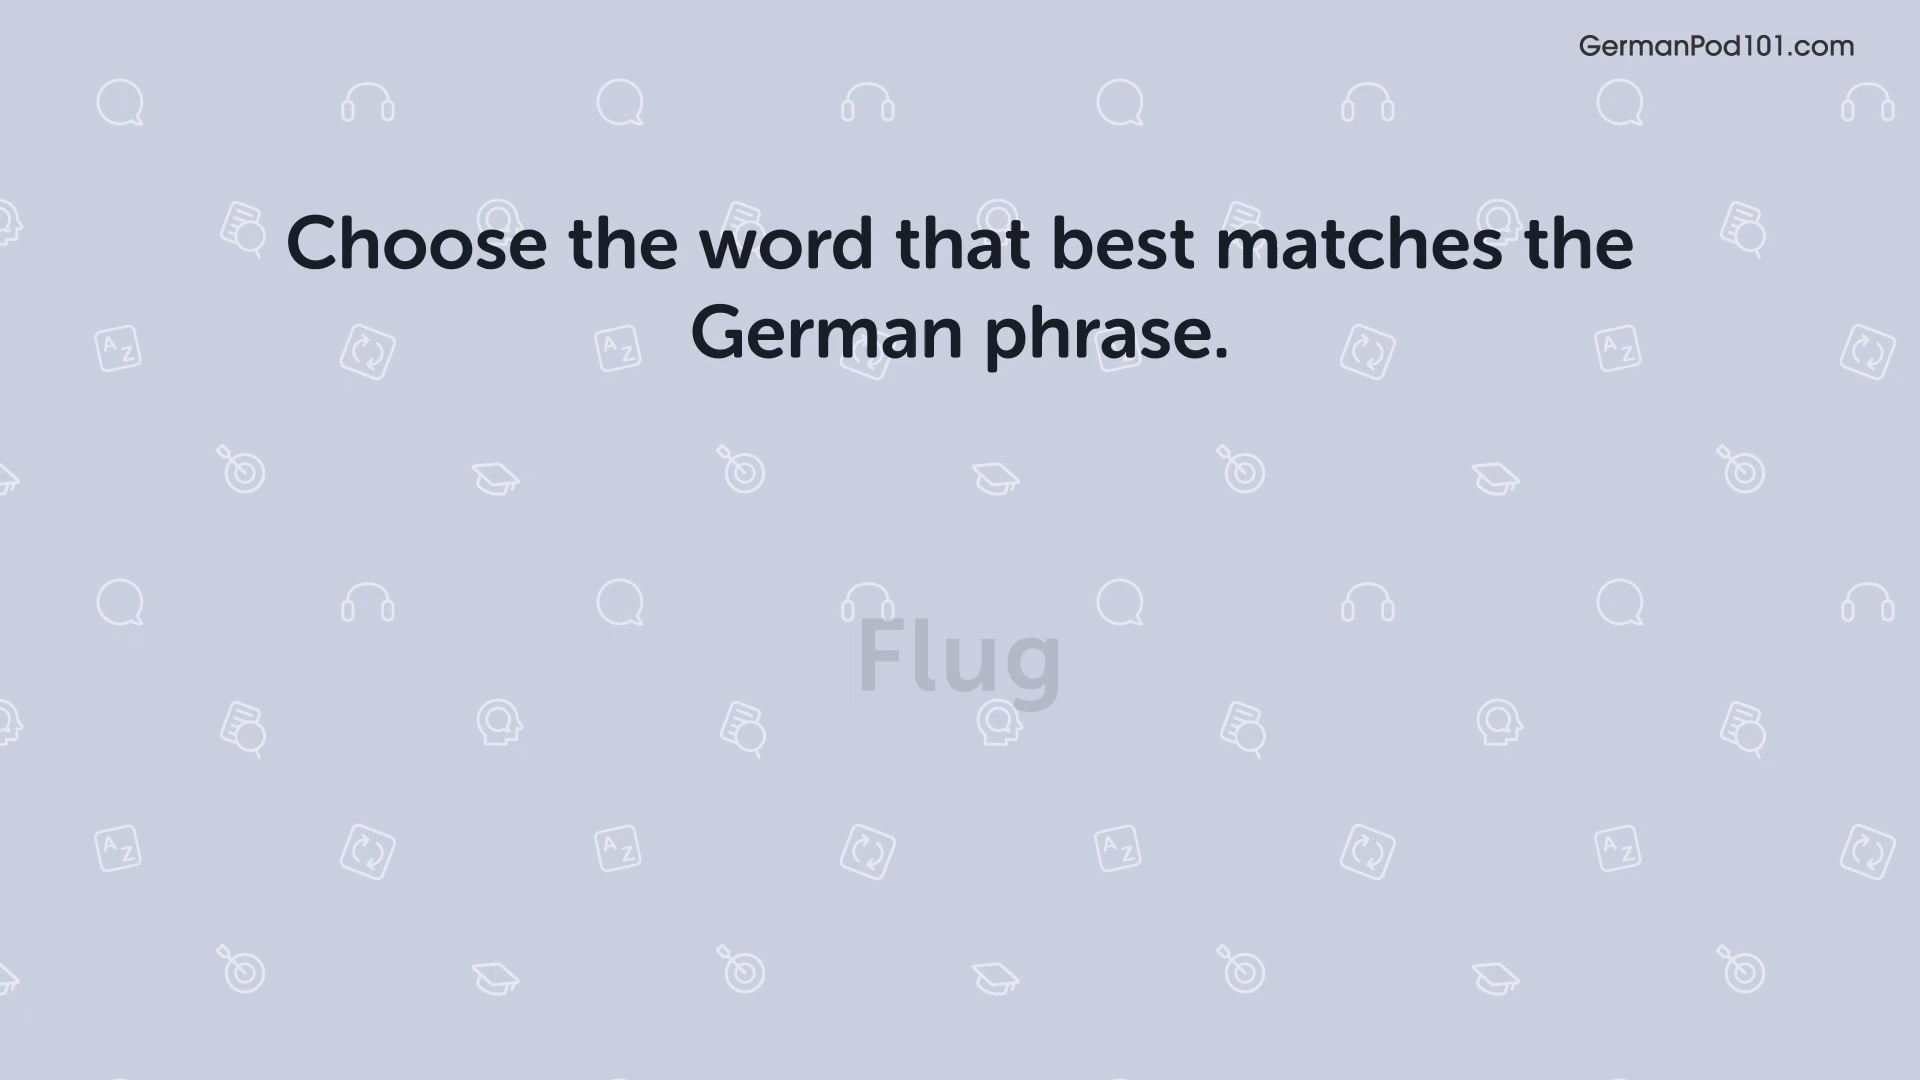 GermanPod101.com
Choose the word that best matches the
German phrase.
Flug